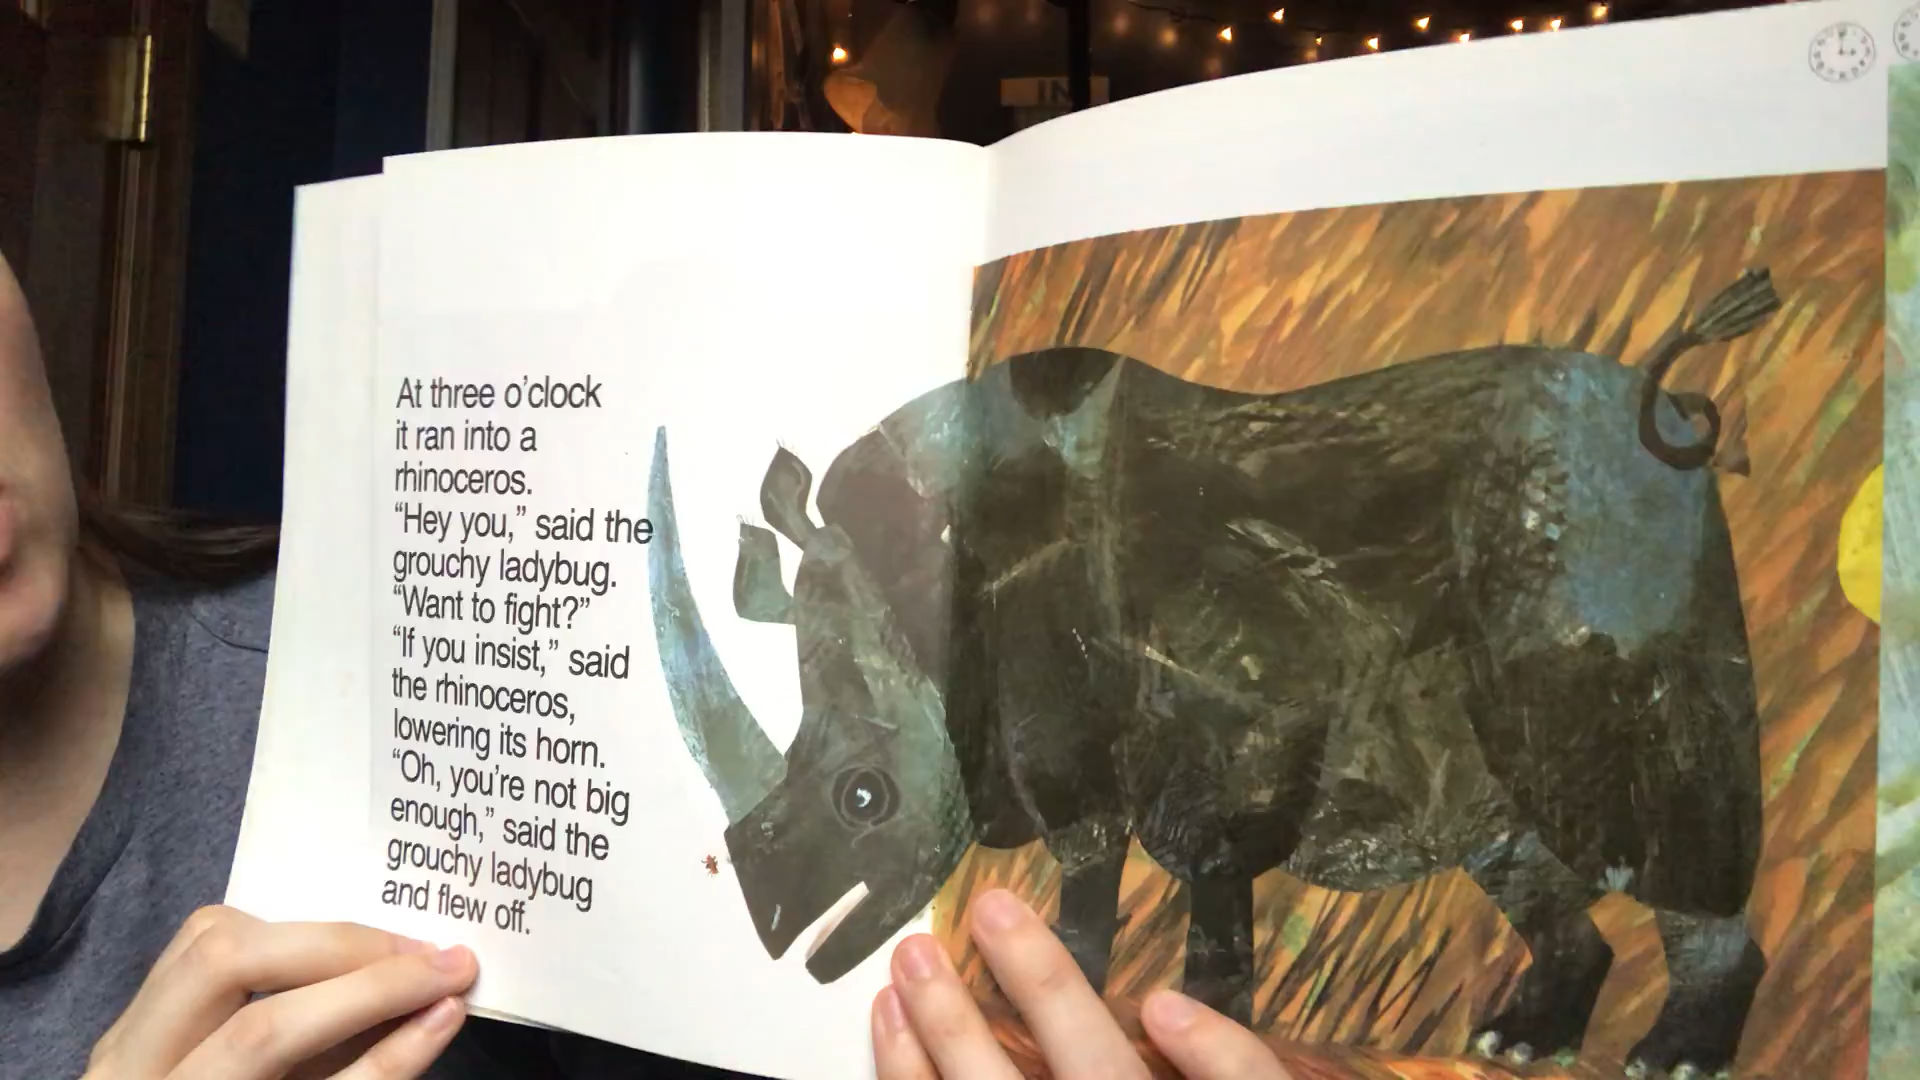 IN
At three o'clock
it ran into a
rhinoceros.
“Hey you,” said the
grouchy ladybug.
“Want to fight?”
“If you insist,” said
the rhinoceros,
lowering its horn.
“Oh, you're not big
enough,” said the
grouchy ladybug
and flew off.